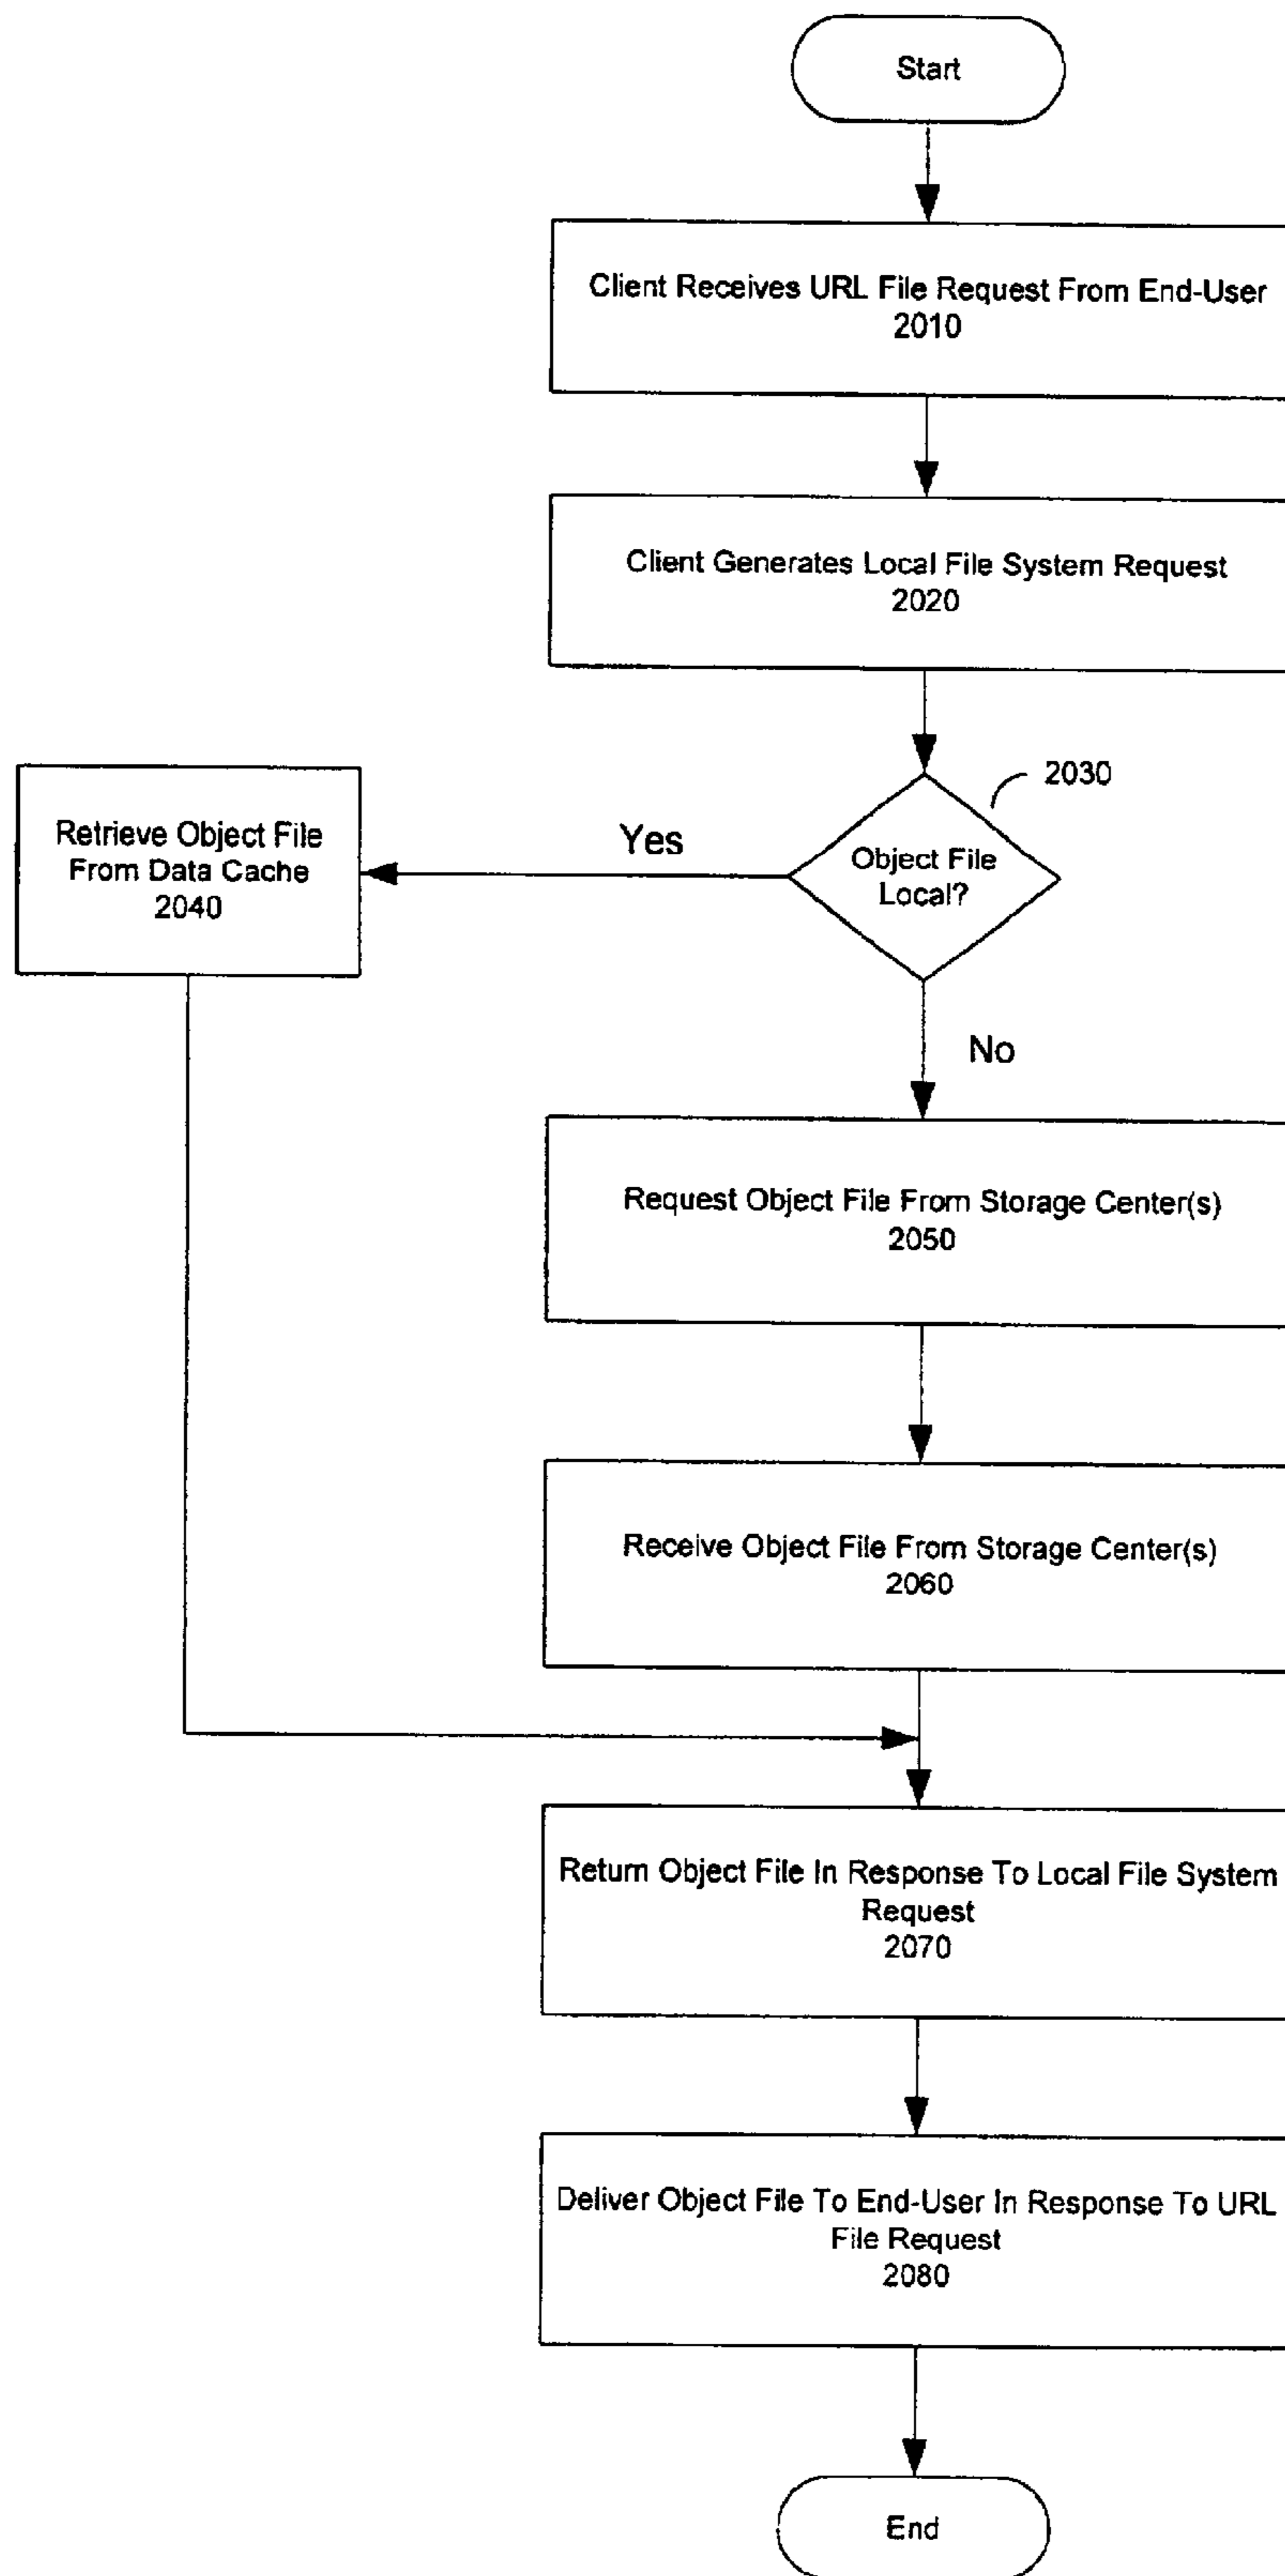 Start
Client Receives URL File Request From End-User
2010
Client Generates Local File System Request
2020
2030
Object File
Local?
Yes
Retrieve Object File
From Data Cache
2040
No
Request Object File From Storage Center(s)
2050
Receive Object File From Storage Center(s)
2060
Return Object File In Response To Local File System
Request
2070
Deliver Object File To End-User In Response To URL
File Request
2080
End